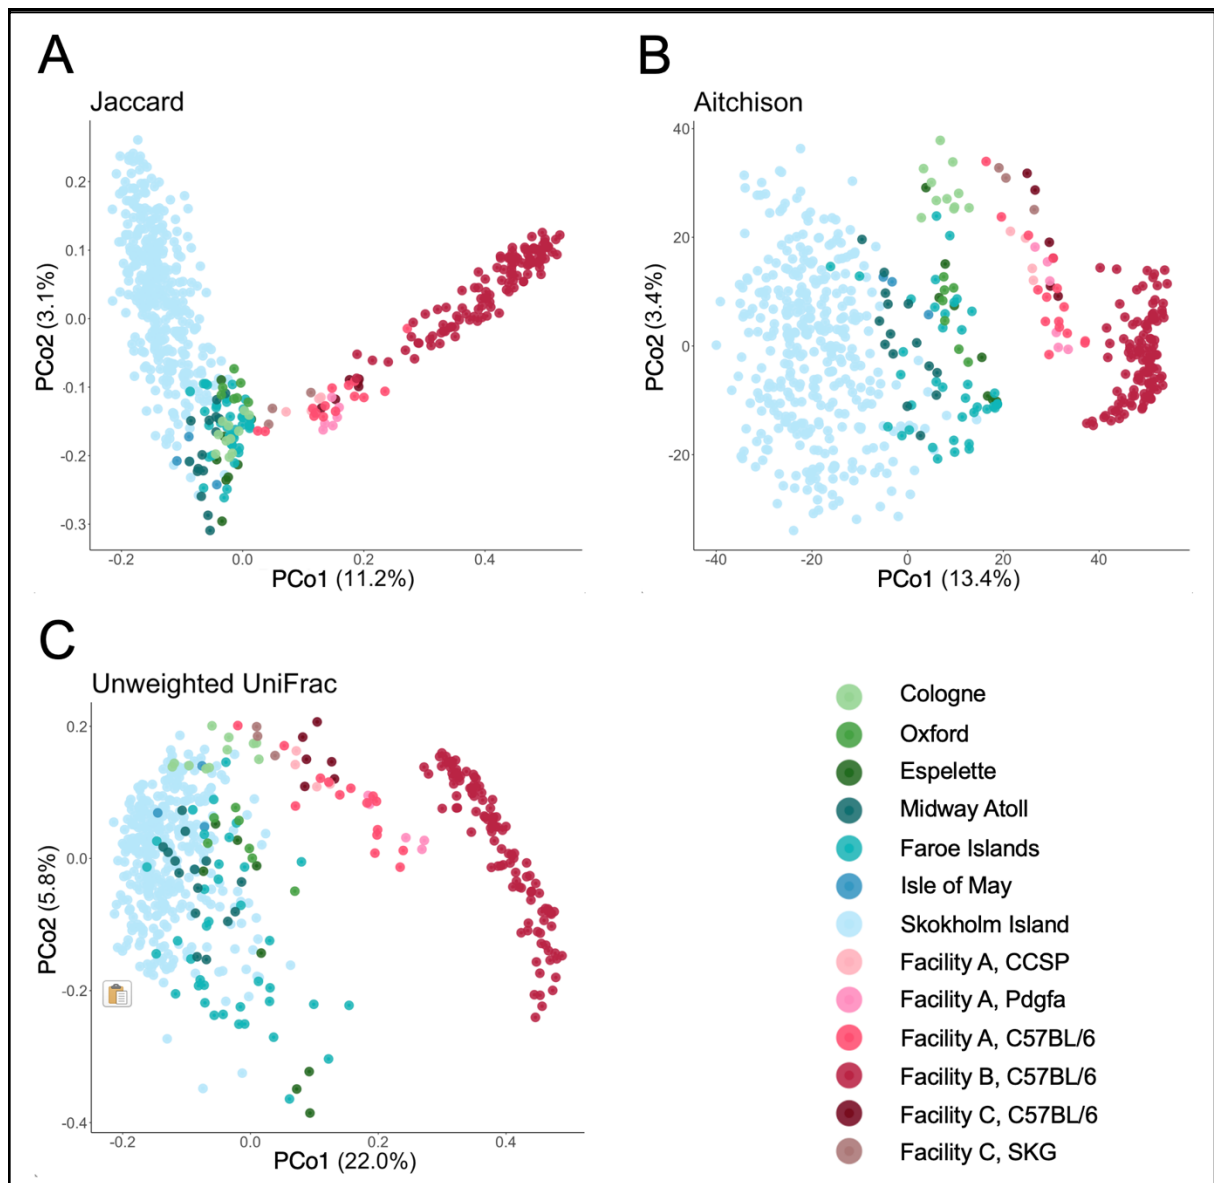 A
Jaccard
0.2
0.1
0.0
-0.1
-0.2
-0.3
PCo2 (3.1%)
-0.2
0.0
0.2
0.4
PCo1 (11.2%)
B
Aitchison
40
20
0
-20
PCo2 (3.4%)
-40
-20
0
20
40
PCo1 (13.4%)
C
Unweighted UniFrac
0.2
0.0
-0.2
-0.4
PCo2 (5.8%)
-0.2
0.0
0.2
0.4
PCo1 (22.0%)
Cologne
Oxford
Espelette
Midway Atoll
Faroe Islands
Isle of May
Skokholm Island
Facility A, CCSP
Facility A, Pdgfa
Facility A, C57BL/6
Facility B, C57BL/6
Facility C, C57BL/6
Facility C, SKG